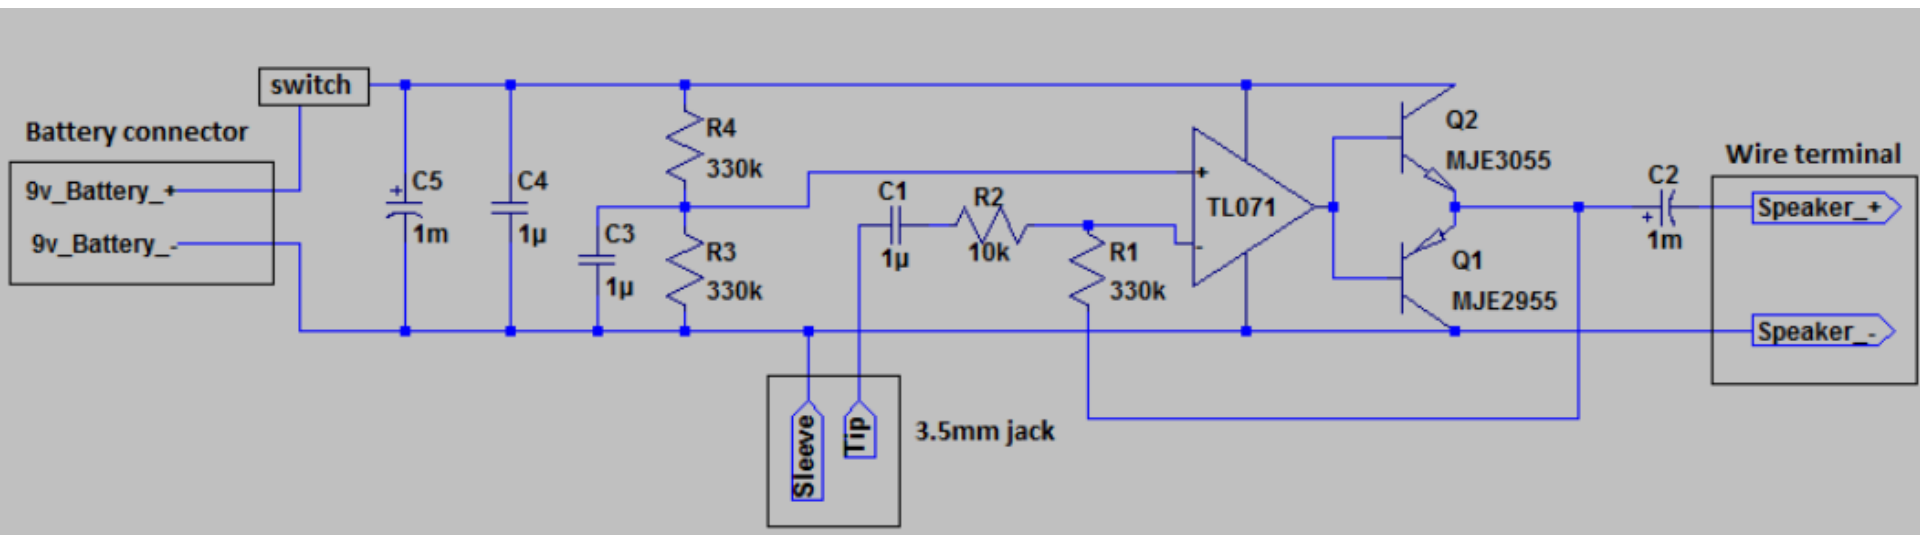 switch
Battery connector
9v_Battery_+
9v_Battery_-
+
C5
1m
C4
1µ
C3
1µ
R4
330k
R3
330k
C1
1µ
R2
10k
R1
330k
+
TL071
-
Q2
MJE3055
Q1
MJE2955
C2
+
1m
Wire terminal
Speaker_+
Speaker_-
Sleeve
Tip
3.5mm jack